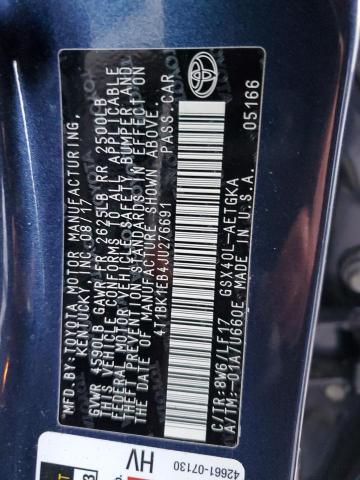 MFD. BY: TOYOTA MOTOR MANUFACTURING,
KENTUCKY, INC. 08/17
GVWR 5590LB GAWR FR 2625LB RR 2500LB
THIS VEHICLE CONFORMS TO ALL APPLICABLE
FEDERAL MOTOR VEHICLE SAFETY, BUMPER AND
THEFT PREVENTION STANDARDS IN EFFECT ON
THE DATE OF MANUFACTURE SHOWN ABOVE.
4T1BK1EB4JU276691 PASS.CAR
C/TR:8W6/LF17 GSX40L-AETGKA
A/TM:-01A/U660E MADE IN U.S.A.
05166
42661-07130
HV